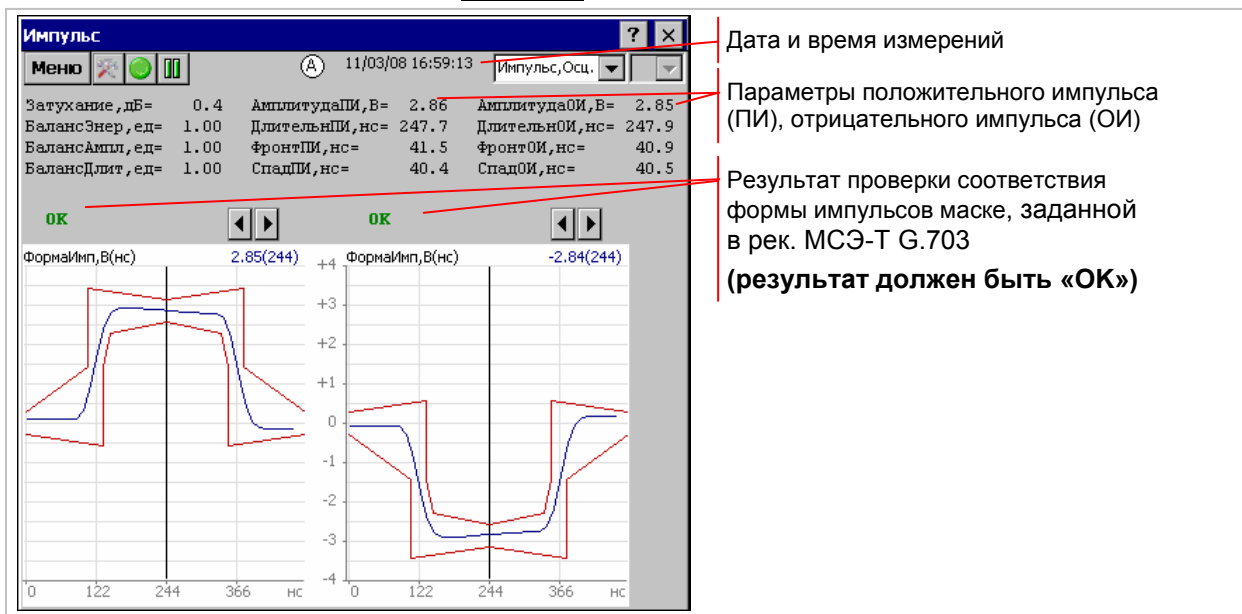 Импульс
? ×
Меню
A
11/03/08 16:59:13
Импульс,Осц.
Затухание,дБ= 0.4 АмплитудаПИ,В= 2.86 АмплитудаОИ,В= 2.85
БалансЭнер,ед= 1.00 ДлительнПИ,нс= 247.7 ДлительнОИ,нс= 247.9
БалансАмпл,ед= 1.00 ФронтПИ,нс= 41.5 ФронтОИ,нс= 40.9
БалансДлит,ед= 1.00 СпадПИ,нс= 40.4 СпадОИ,нс= 40.5
OK
OK
ФормаИмп,В(нс) 2.85(244)
ФормаИмп,В(нс) -2.84(244)
+4
+3
+2
+1
0
-1
-2
-3
-4
0 122 244 366 нс
0 122 244 366 нс
Дата и время измерений
Параметры положительного импульса
(ПИ), отрицательного импульса (ОИ)
Результат проверки соответствия
формы импульсов маске, заданной
в рек. МСЭ-Т G.703
(результат должен быть «OK»)